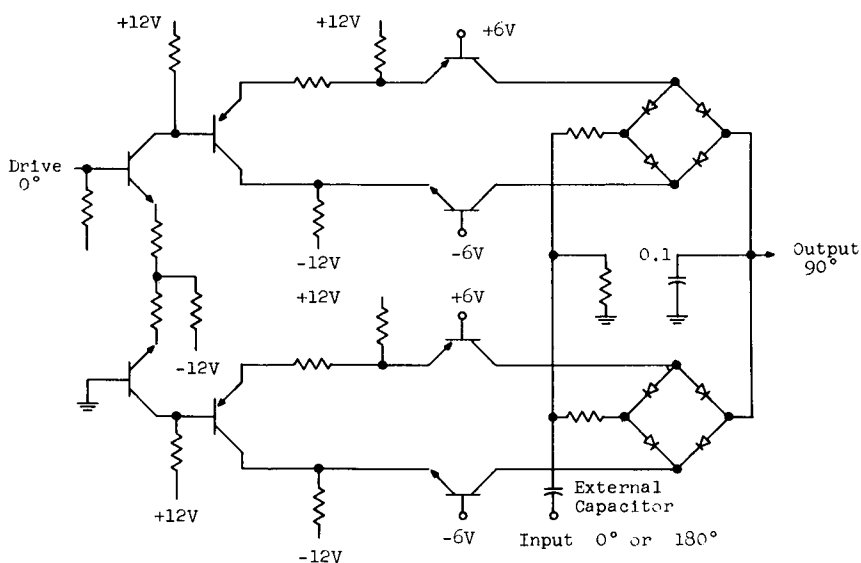 +12V
+12V
+6V
Drive
0°
-12V
-6V
0.1
Output
90°
+12V
+6V
-12V
+12V
-12V
-6V
External
Capacitor
Input 0° or 180°